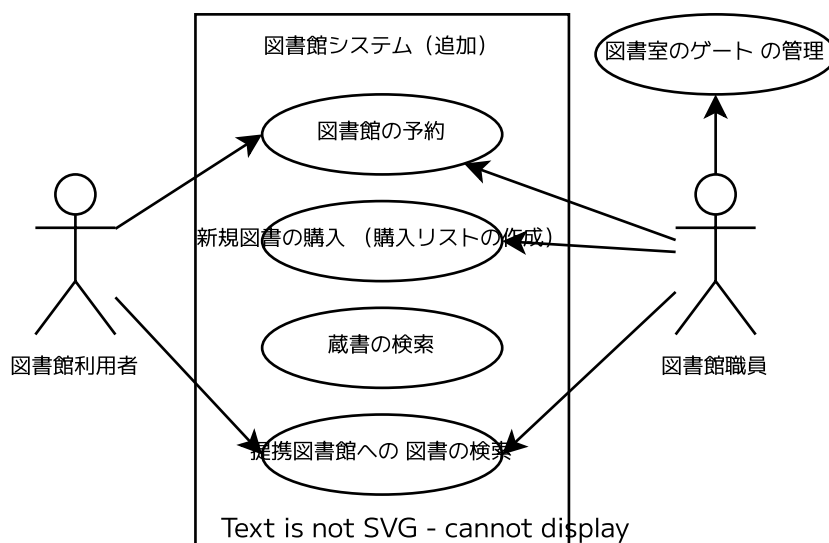 図書館システム（追加）
図書室のゲート の管理
図書館の予約
新規図書の購入 （購入リストの作成）
蔵書の検索
図書館利用者
図書館職員
提携図書館への 図書の検索
Text is not SVG - cannot display